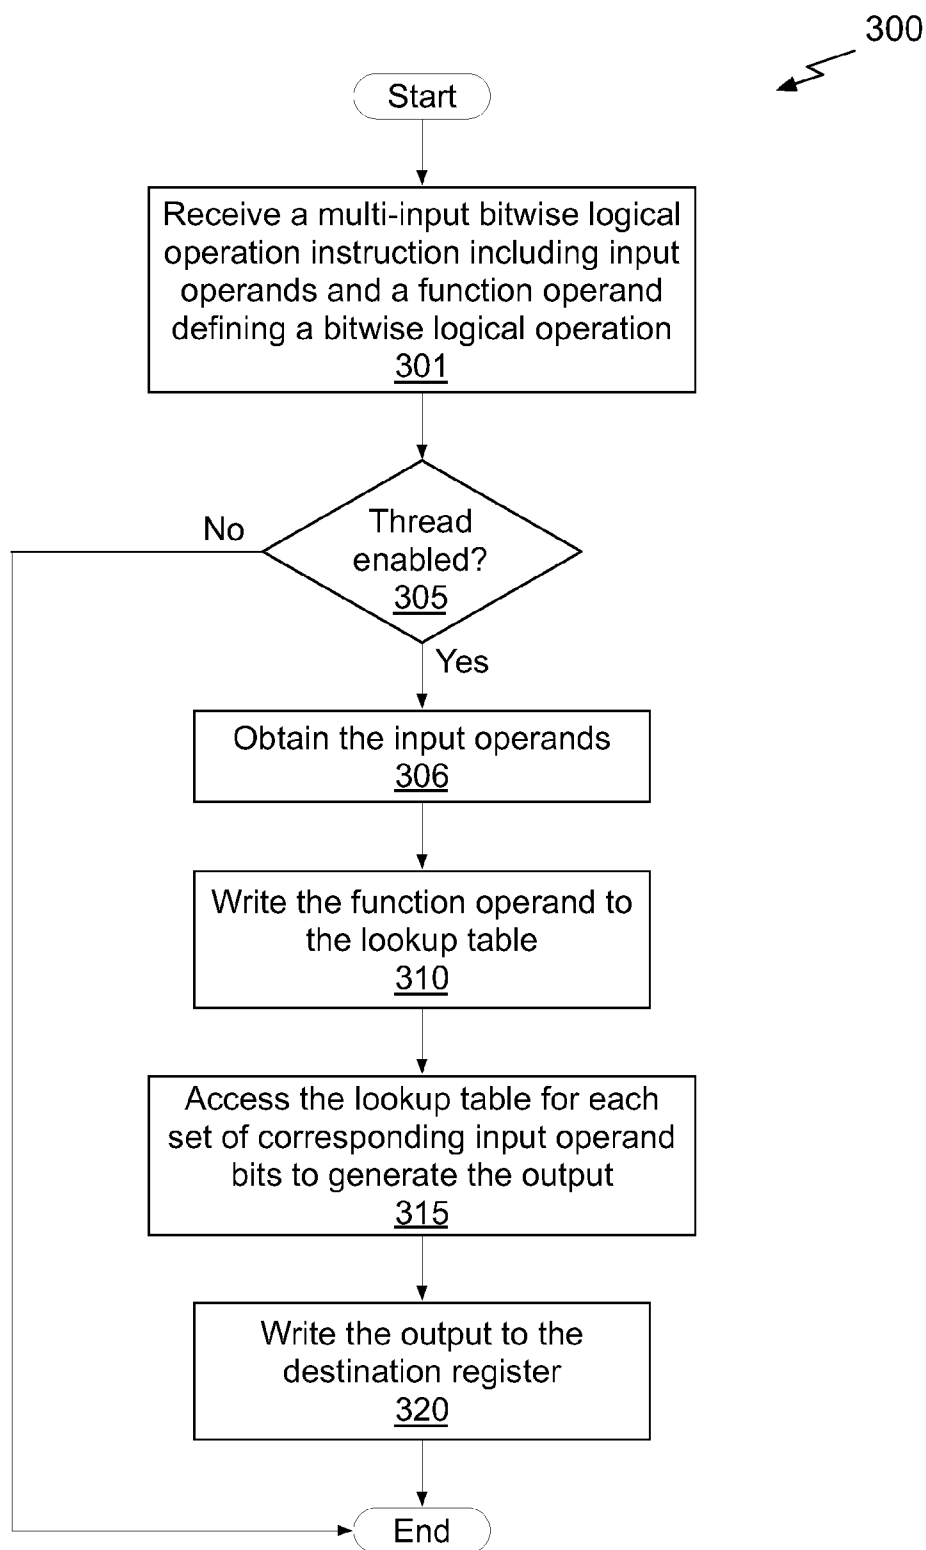 300
Start
Receive a multi-input bitwise logical
operation instruction including input
operands and a function operand
defining a bitwise logical operation
301
Thread
enabled?
305
No
Yes
Obtain the input operands
306
Write the function operand to
the lookup table
310
Access the lookup table for each
set of corresponding input operand
bits to generate the output
315
Write the output to the
destination register
320
End